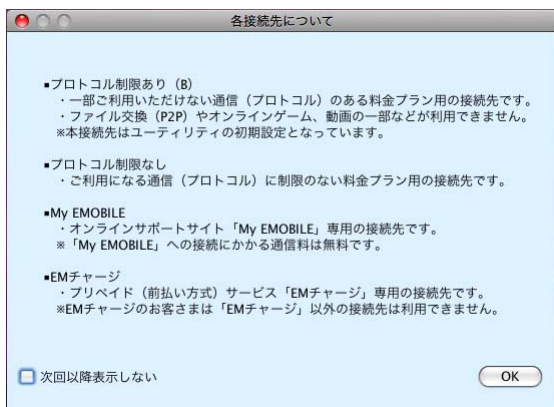 各接続先について
▪プロトコル制限あり（B）
・一部ご利用いただけない通信（プロトコル）のある料金プラン用の接続先です。
・ファイル交換（P2P）やオンラインゲーム、動画の一部などが利用できません。
※本接続先はユーティリティの初期設定となっています。
▪プロトコル制限なし
・ご利用になる通信（プロトコル）に制限のない料金プラン用の接続先です。
▪My EMOBILE
・オンラインサポートサイト「My EMOBILE」専用の接続先です。
※「My EMOBILE」への接続にかかる通信料は無料です。
▪EMチャージ
・プリペイド（前払い方式）サービス「EMチャージ」専用の接続先です。
※EMチャージのお客さまは「EMチャージ」以外の接続先は利用できません。
次回以降表示しない
OK